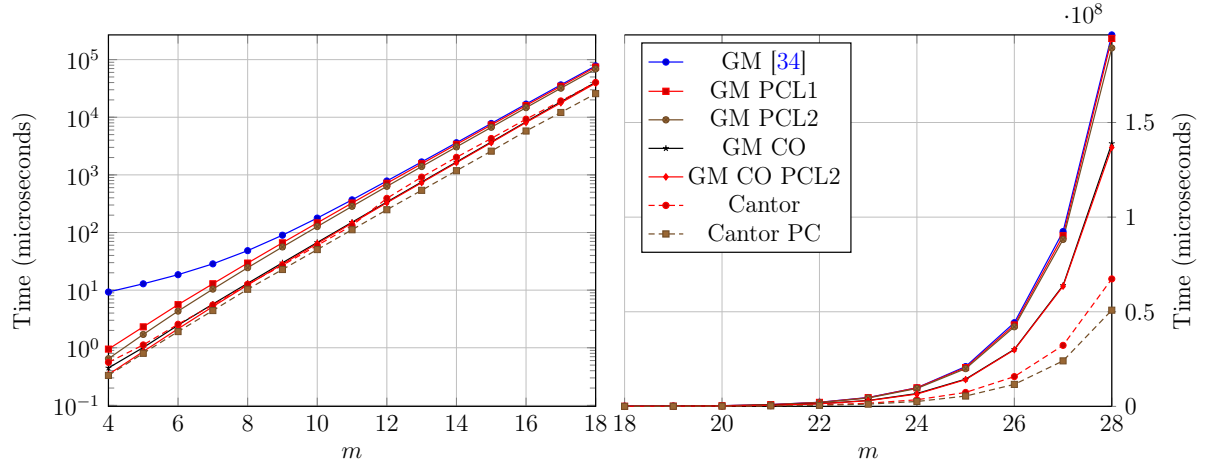 ·10^8
10^5
10^4
10^3
10^2
10^1
10^0
10^−1
Time (microseconds)
4 6 8 10 12 14 16 18
m
GM [34]
GM PCL1
GM PCL2
GM CO
GM CO PCL2
Cantor
Cantor PC
1.5
1
0.5
0
Time (microseconds)
18 20 22 24 26 28
m